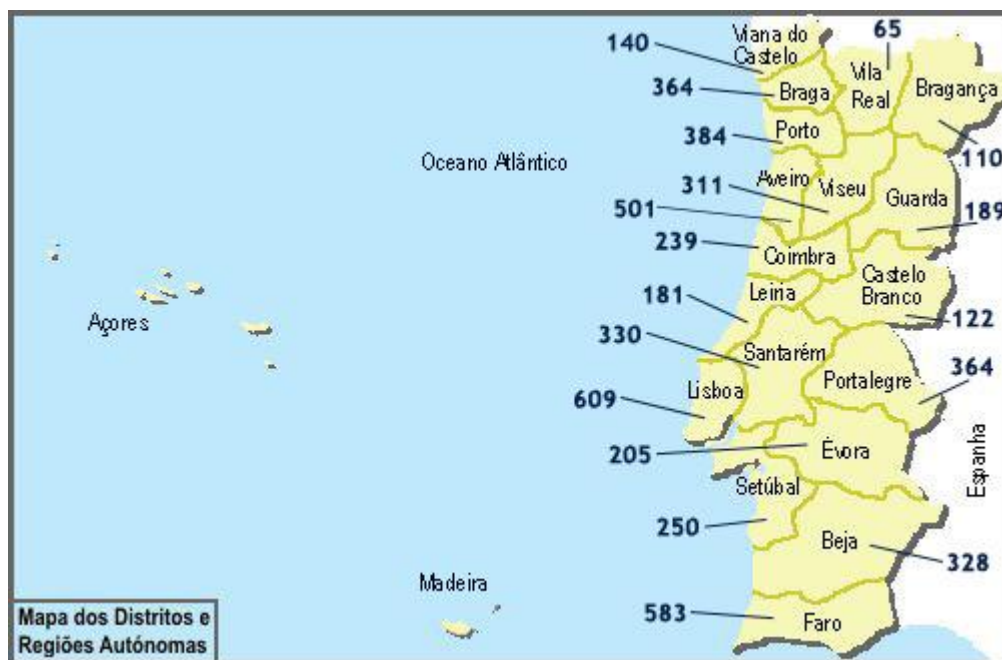 Viana do
Castelo
65
140
Vila
Real
Bragança
364
Braga
384
Porto
110
Oceano Atlântico
Aveiro
Viseu
311
Guarda
501
189
239
Coimbra
Castelo
Branco
Leiria
181
Açores
122
330
Santarém
364
Portalegre
Lisboa
609
205
Évora
Espanha
Setúbal
250
Beja
328
Madeira
583
Faro
Mapa dos Distritos e
Regiões Autónomas